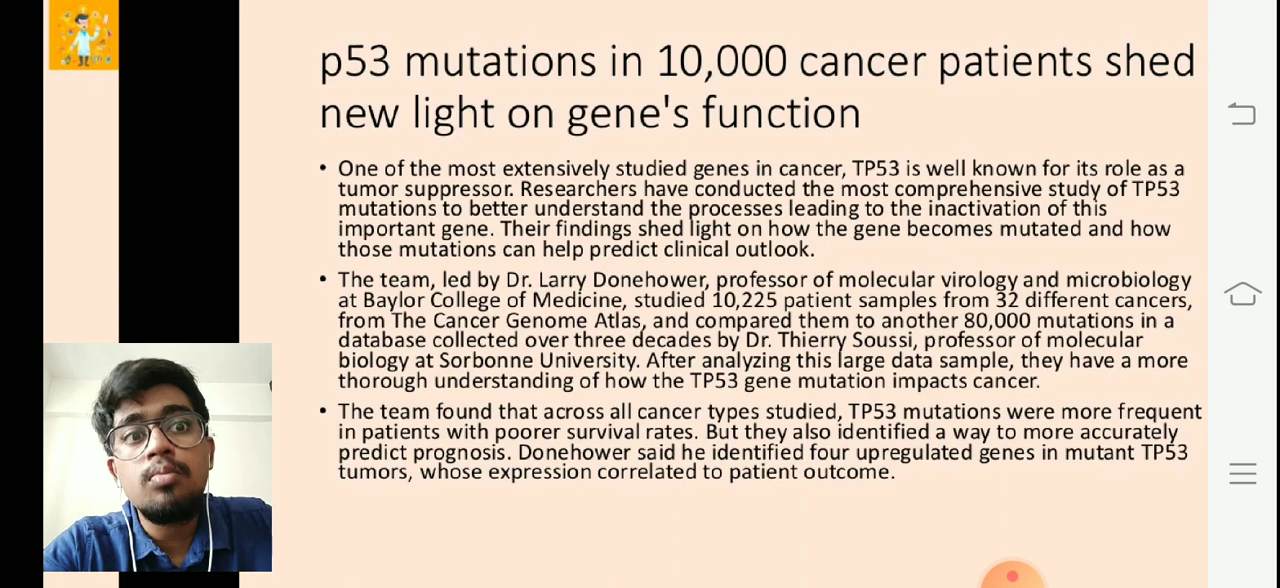 p53 mutations in 10,000 cancer patients shed
new light on gene's function
• One of the most extensively studied genes in cancer, TP53 is well known for its role as a
tumor suppressor. Researchers have conducted the most comprehensive study of TP53
mutations to better understand the processes leading to the inactivation of this
important gene. Their findings shed light on how the gene becomes mutated and how
those mutations can help predict clinical outlook.
• The team, led by Dr. Larry Donehower, professor of molecular virology and microbiology
at Baylor College of Medicine, studied 10,225 patient samples from 32 different cancers,
from The Cancer Genome Atlas, and compared them to another 80,000 mutations in a
database collected over three decades by Dr. Thierry Soussi, professor of molecular
biology at Sorbonne University. After analyzing this large data sample, they have a more
thorough understanding of how the TP53 gene mutation impacts cancer.
• The team found that across all cancer types studied, TP53 mutations were more frequent
in patients with poorer survival rates. But they also identified a way to more accurately
predict prognosis. Donehower said he identified four upregulated genes in mutant TP53
tumors, whose expression correlated to patient outcome.